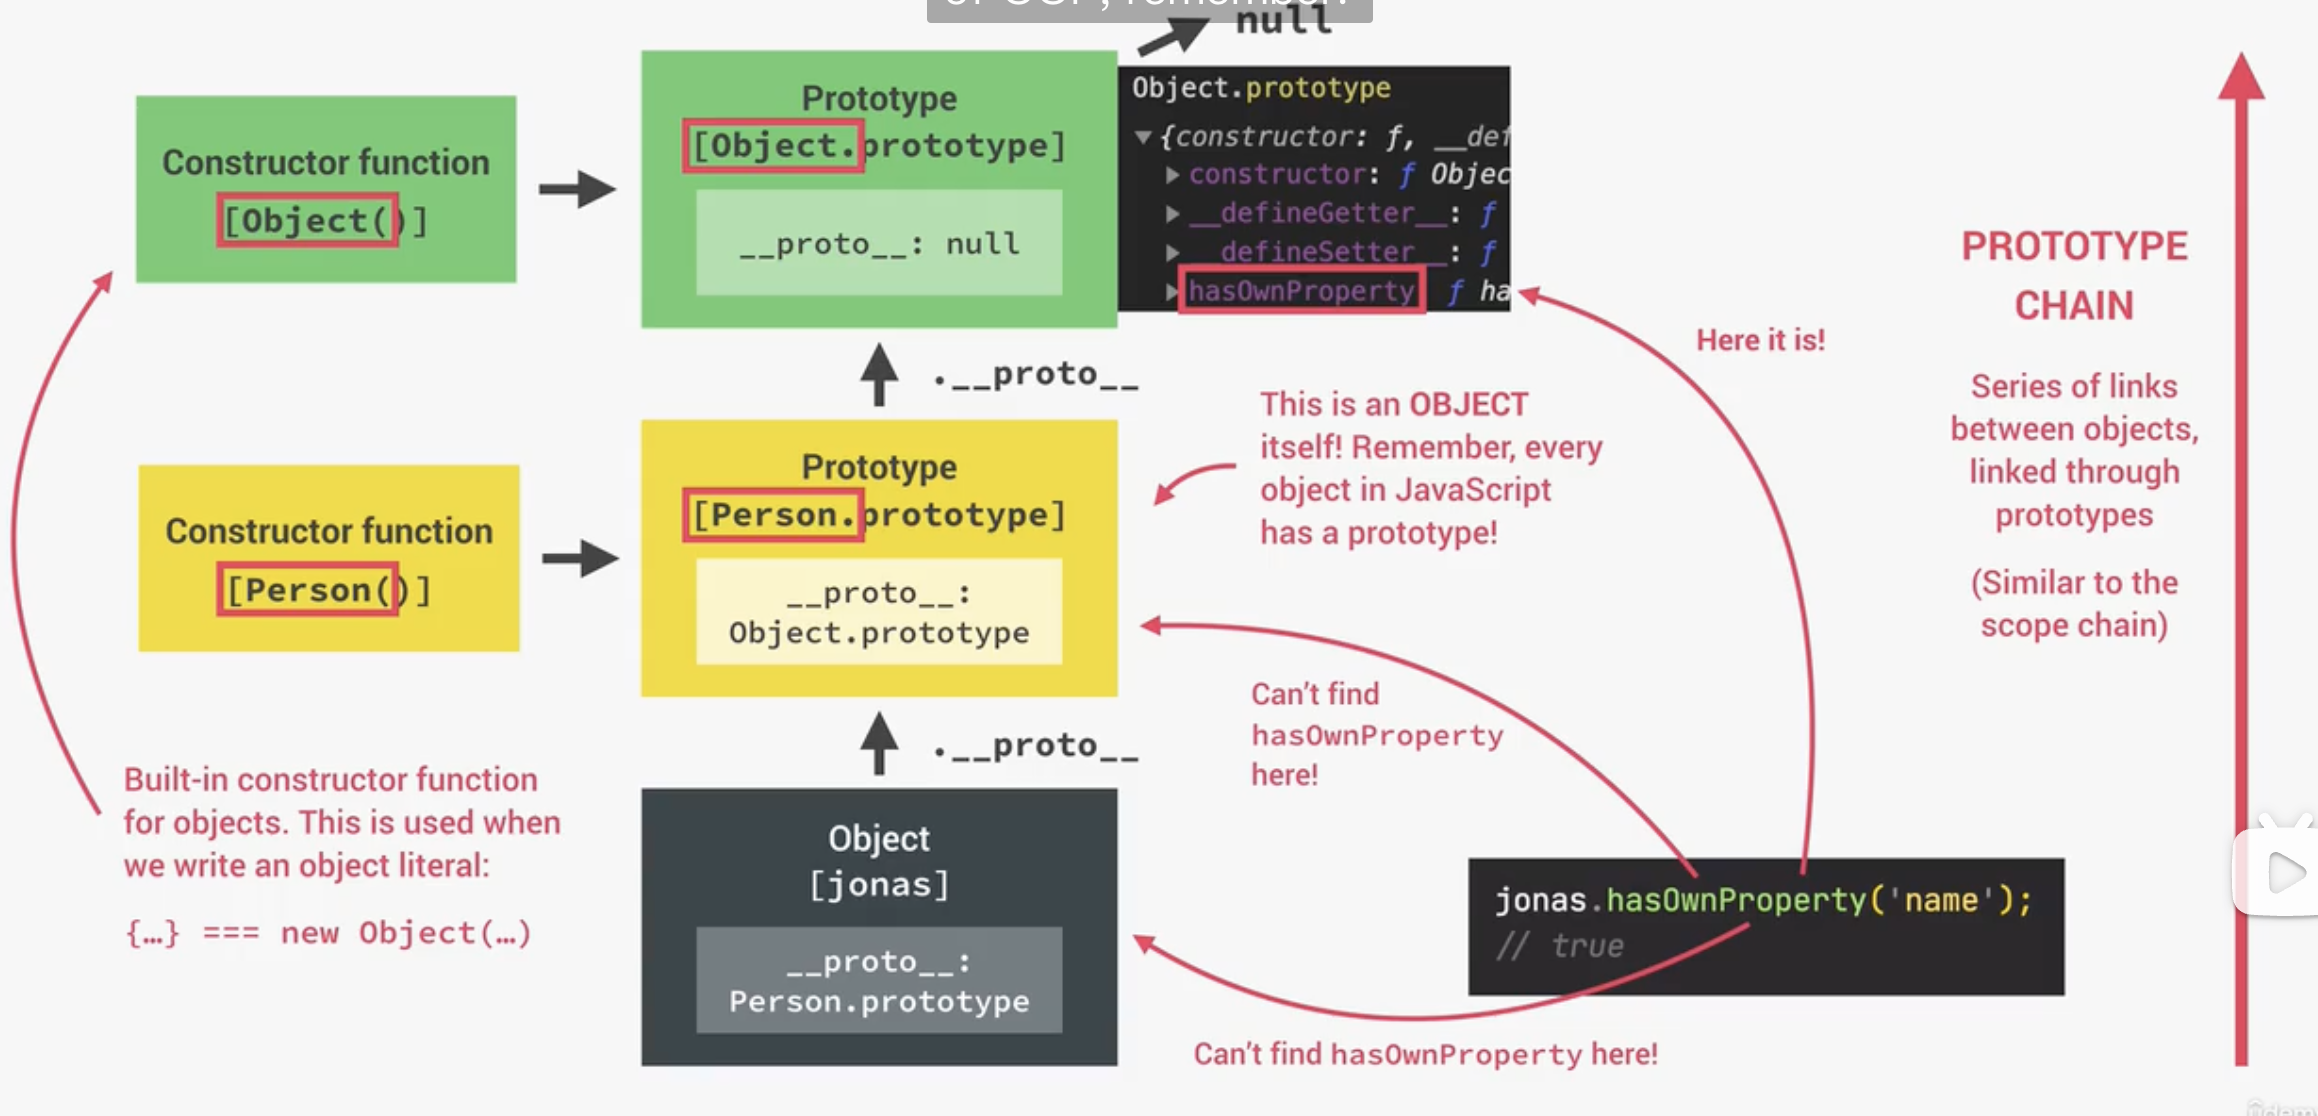 null
Prototype
[Object.prototype]
__proto__: null
Constructor function
[Object()]
Object.prototype
{constructor: ƒ, __def
constructor: ƒ Objec
__defineGetter__: ƒ
__defineSetter__: ƒ
hasOwnProperty ƒ ha
Here it is!
PROTOTYPE
CHAIN
Series of links
between objects,
linked through
prototypes
(Similar to the
scope chain)
.__proto__
This is an OBJECT
itself! Remember, every
object in JavaScript
has a prototype!
Constructor function
[Person()]
Prototype
[Person.prototype]
__proto__:
Object.prototype
Can't find
hasOwnProperty
here!
.__proto__
Built-in constructor function
for objects. This is used when
we write an object literal:
{…} === new Object(…)
Object
[jonas]
__proto__:
Person.prototype
jonas.hasOwnProperty('name');
// true
Can't find hasOwnProperty here!